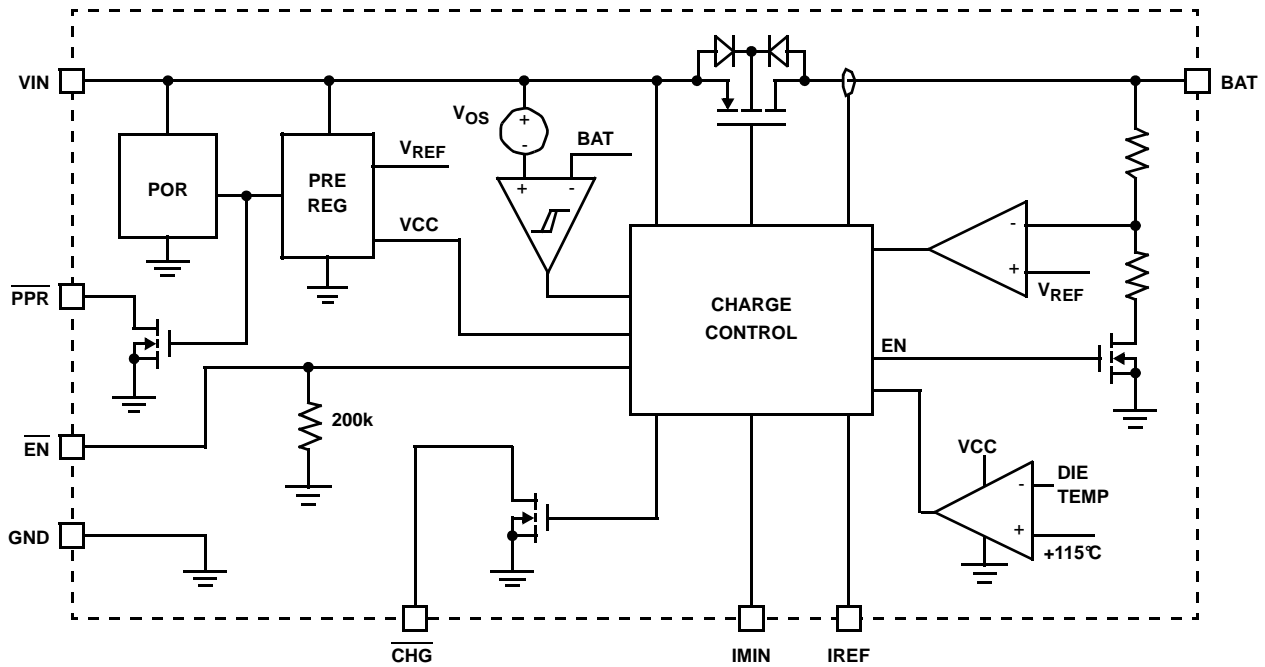 VIN
BAT
VOS
+
-
BAT
+
-
POR
PRE
REG
VREF
VCC
-
+
VREF
PPR
CHARGE
CONTROL
EN
200k
EN
VCC
DIE
TEMP
-
+
+115°C
GND
CHG
IMIN
IREF